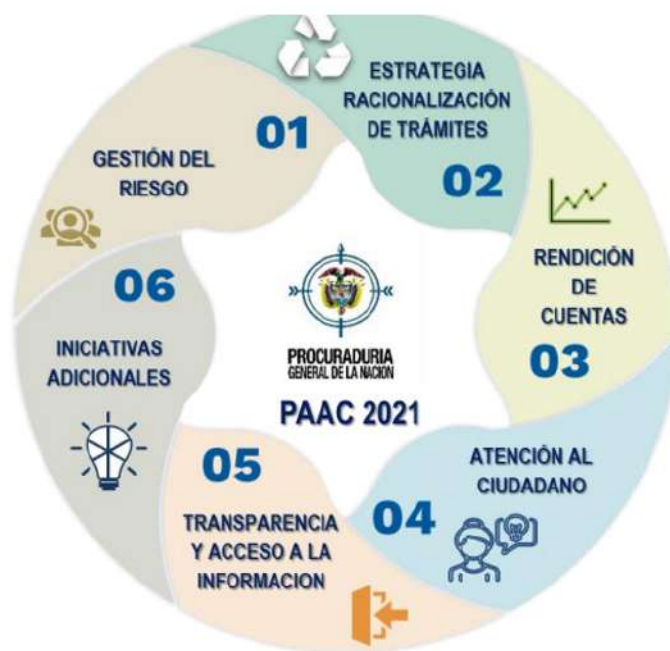 01
GESTIÓN DEL
RIESGO
ESTRATEGIA
RACIONALIZACIÓN
DE TRÁMITES
02
RENDICIÓN
DE
CUENTAS
03
ATENCIÓN AL
CIUDADANO
04
05
TRANSPARENCIA
Y ACCESO A LA
INFORMACION
06
INICIATIVAS
ADICIONALES
PROCURADURIA
GENERAL DE LA NACION
PAAC 2021